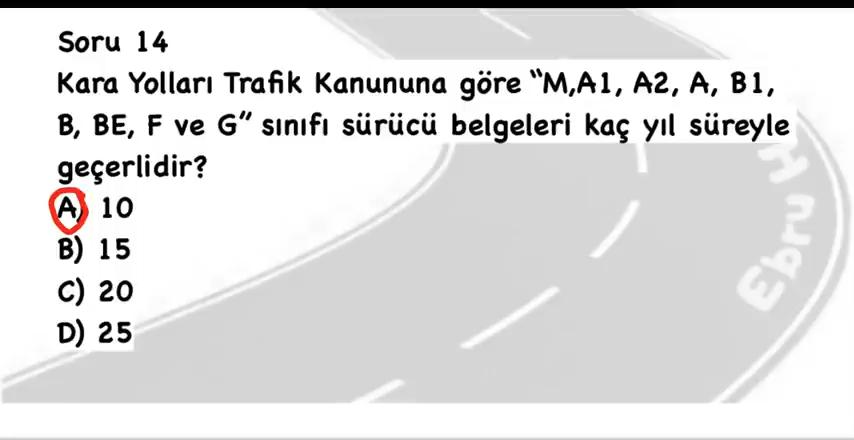 Soru 14
Kara Yolları Trafik Kanununa göre “M,A1, A2, A, B1,
B, BE, F ve G” sınıfı sürücü belgeleri kaç yıl süreyle
geçerlidir?
A) 10
B) 15
C) 20
D) 25
Ebru H